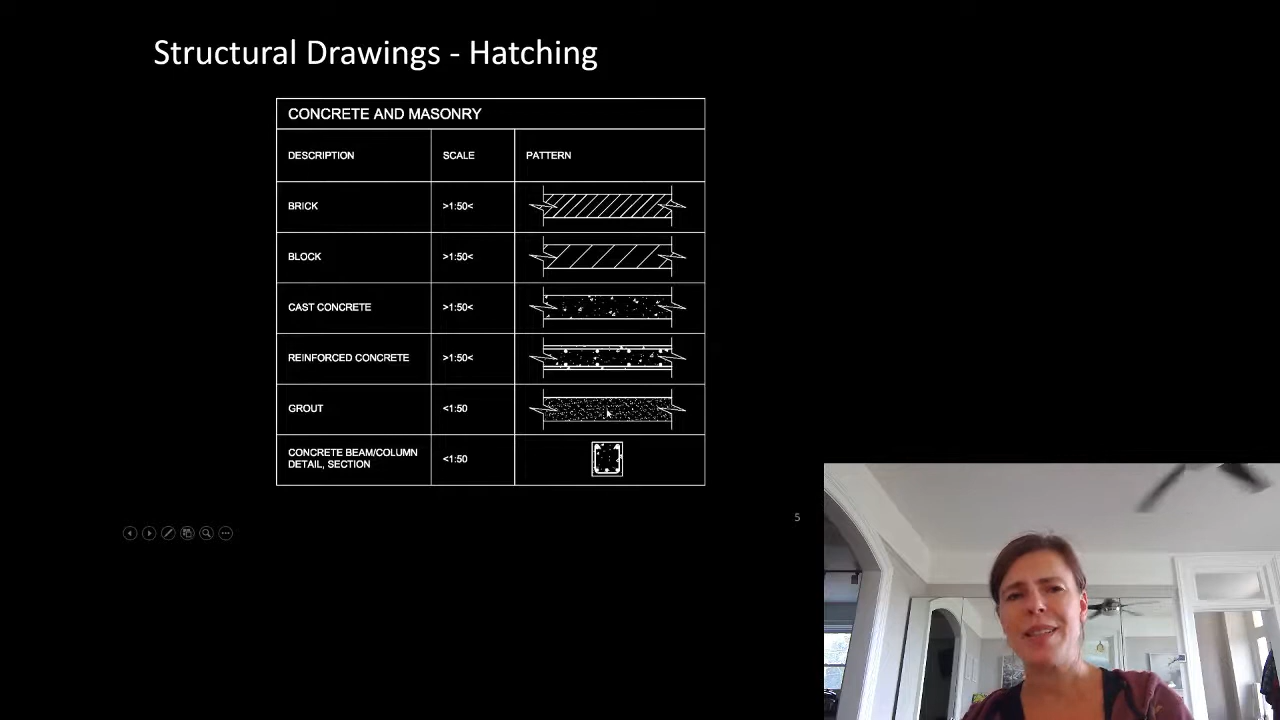 Structural Drawings - Hatching
CONCRETE AND MASONRY
DESCRIPTION SCALE PATTERN
BRICK >1:50<
BLOCK >1:50<
CAST CONCRETE >1:50<
REINFORCED CONCRETE >1:50<
GROUT <1:50
CONCRETE BEAM/COLUMN
DETAIL, SECTION <1:50
5